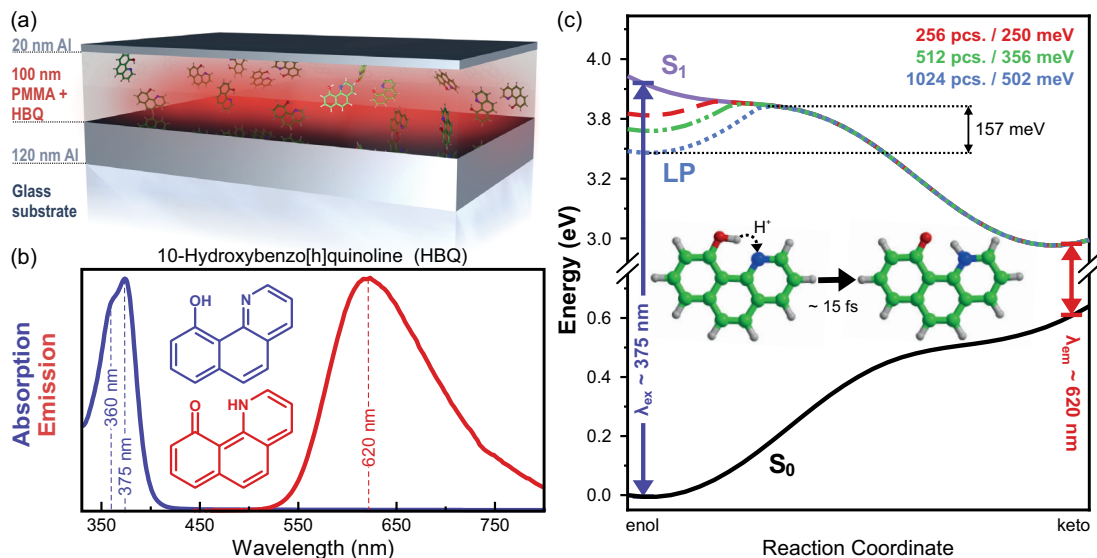 (a)
20 nm Al
100 nm
PMMA +
HBQ
120 nm Al
Glass
substrate
(b)
10-Hydroxybenzo[h]quinoline (HBQ)
Absorption
Emission
360 nm
375 nm
620 nm
OH
N
O
HN
350
450
550
650
750
Wavelength (nm)
(c)
256 pcs. / 250 meV
512 pcs. / 356 meV
1024 pcs. / 502 meV
S₁
LP
157 meV
H⁺
~ 15 fs
λex ~ 375 nm
λem ~ 620 nm
S₀
Energy (eV)
4.0
3.8
3.2
3.0
0.6
0.4
0.2
0.0
enol
keto
Reaction Coordinate